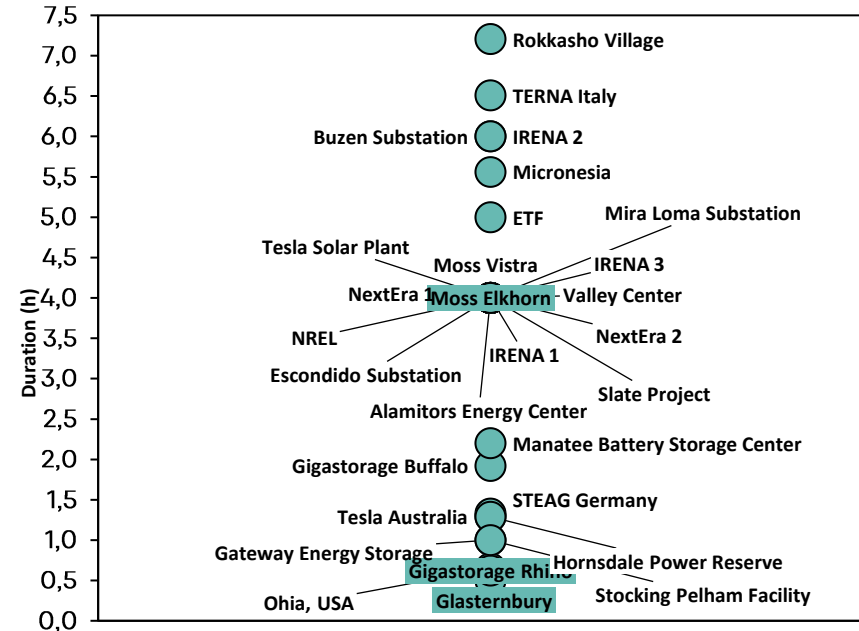 7,5
7,0
6,5
6,0
5,5
5,0
4,5
4,0
3,5
3,0
2,5
2,0
1,5
1,0
0,5
0,0
Duration (h)
Rokkasho Village
TERNA Italy
Buzen Substation
IRENA 2
Micronesia
ETF
Mira Loma Substation
Tesla Solar Plant
Moss Vistra
IRENA 3
NextEra 1
Moss Elkhorn
Valley Center
NREL
NextEra 2
IRENA 1
Escondido Substation
Slate Project
Alamitors Energy Center
Manatee Battery Storage Center
Gigastorage Buffalo
STEAG Germany
Tesla Australia
Gateway Energy Storage
Hornsdale Power Reserve
Gigastorage Rhino
Stocking Pelham Facility
Ohia, USA
Glasternbury